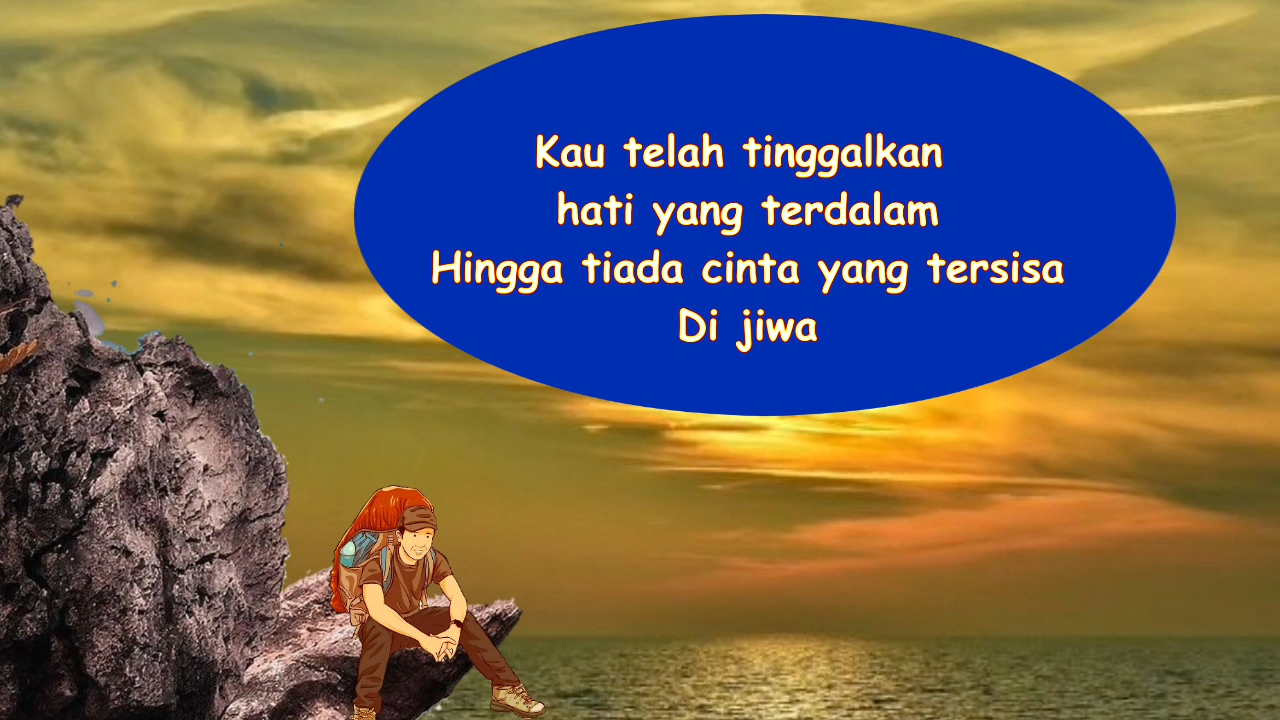 Kau telah tinggalkan
hati yang terdalam
Hingga tiada cinta yang tersisa
Di jiwa